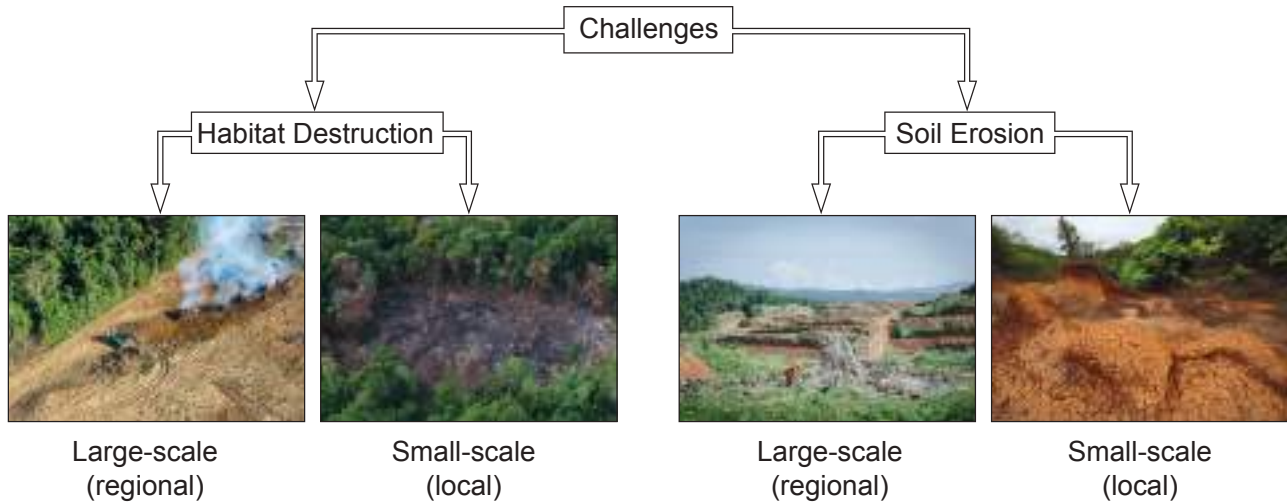 Challenges
Habitat Destruction
Soil Erosion
Large-scale
(regional)
Small-scale
(local)
Large-scale
(regional)
Small-scale
(local)